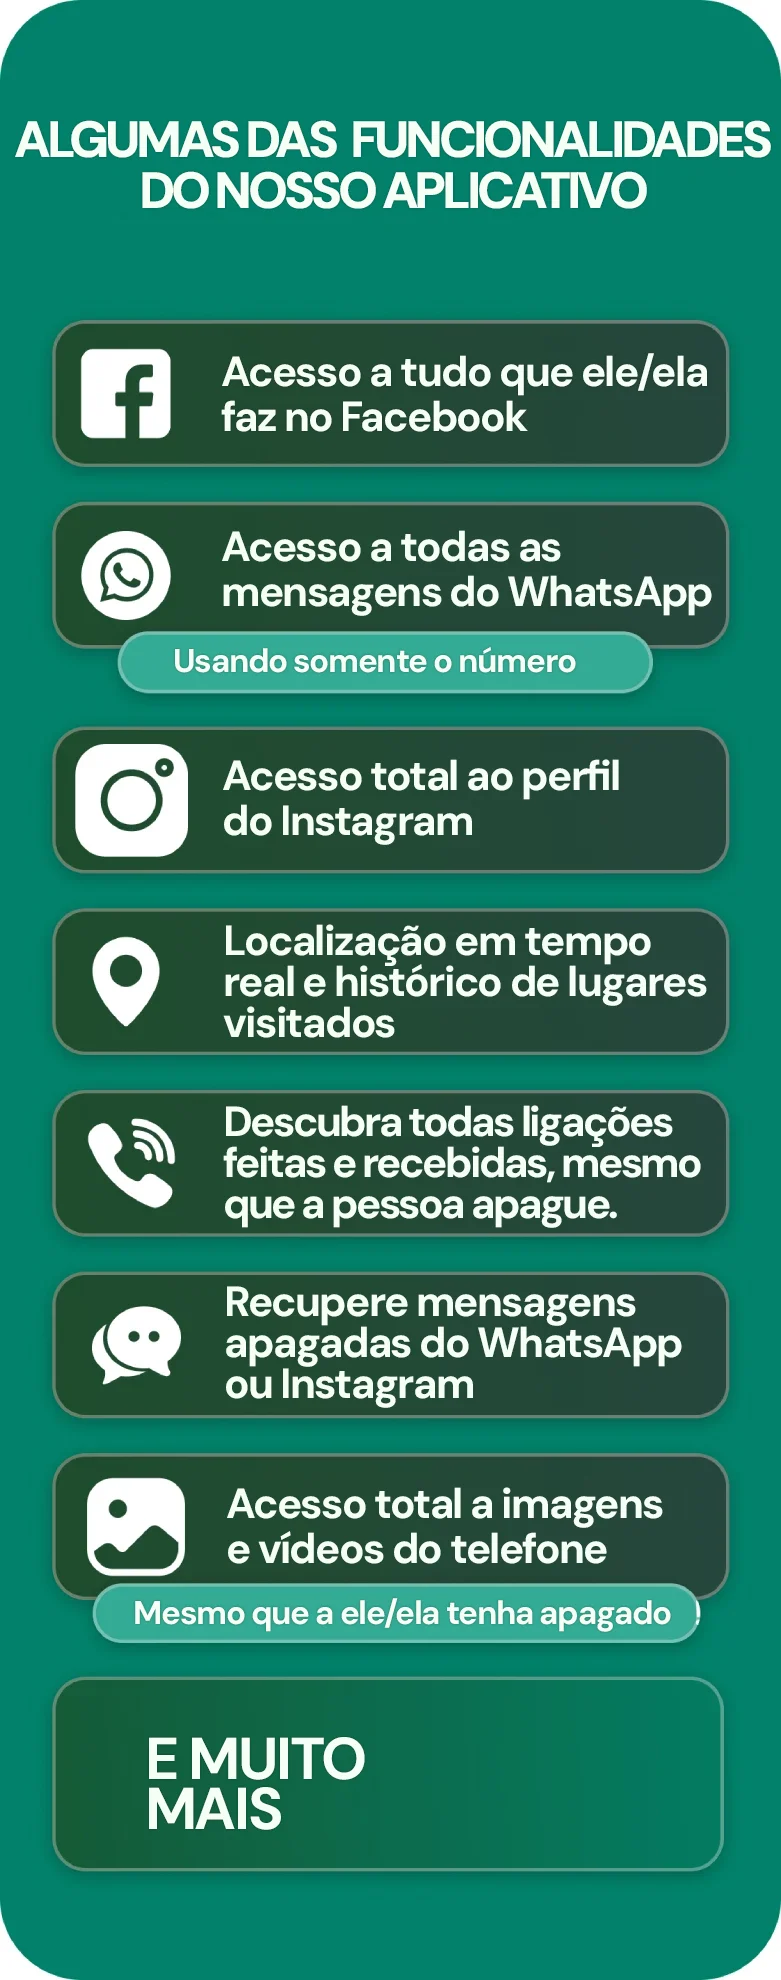 ALGUMAS DAS FUNCIONALIDADES
DO NOSSO APLICATIVO
Acesso a tudo que ele/ela
faz no Facebook
Acesso a todas as
mensagens do WhatsApp
Usando somente o número
Acesso total ao perfil
do Instagram
Localização em tempo
real e histórico de lugares
visitados
Descubra todas ligações
feitas e recebidas, mesmo
que a pessoa apague.
Recupere mensagens
apagadas do WhatsApp
ou Instagram
Acesso total a imagens
e vídeos do telefone
Mesmo que a ele/ela tenha apagado !
E MUITO
MAIS